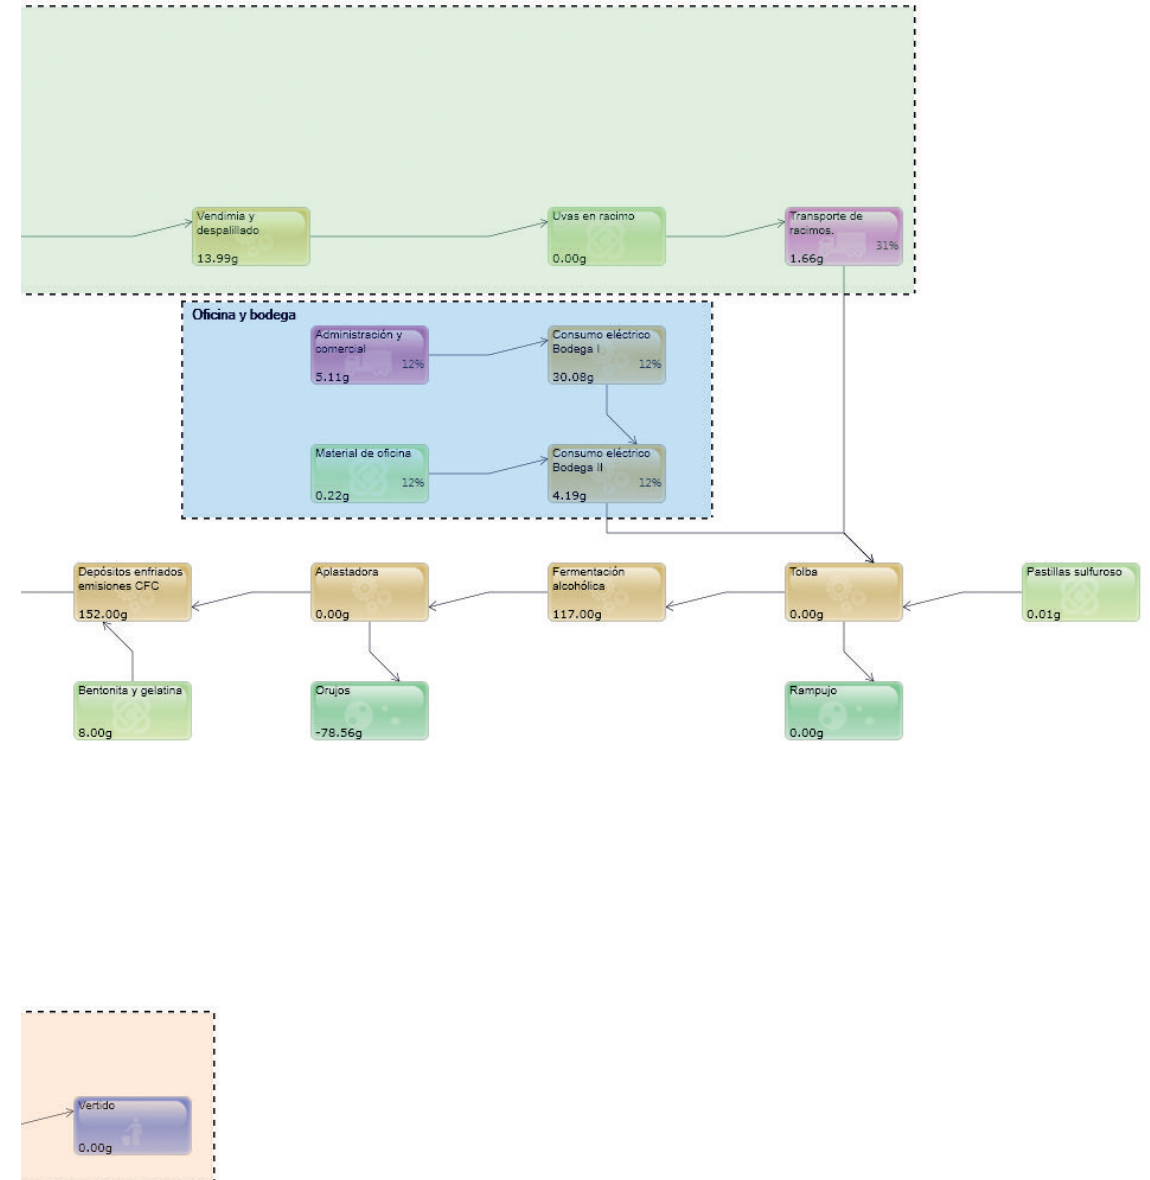 Vendimia y
despalillado
13.99g
Uvas en racimo
0.00g
Transporte de
racimos.
31%
1.66g
Oficina y bodega
Administración y
comercial
12%
5.11g
Consumo eléctrico
Bodega I
12%
30.08g
Material de oficina
12%
0.22g
Consumo eléctrico
Bodega II
12%
4.19g
Depósitos enfriados
emisiones CFC
152.00g
Aplastadora
0.00g
Fermentación
alcohólica
117.00g
Tolba
0.00g
Pastillas sulfuroso
0.01g
Bentonita y gelatina
8.00g
Orujos
-78.56g
Rampujo
0.00g
Vertido
0.00g